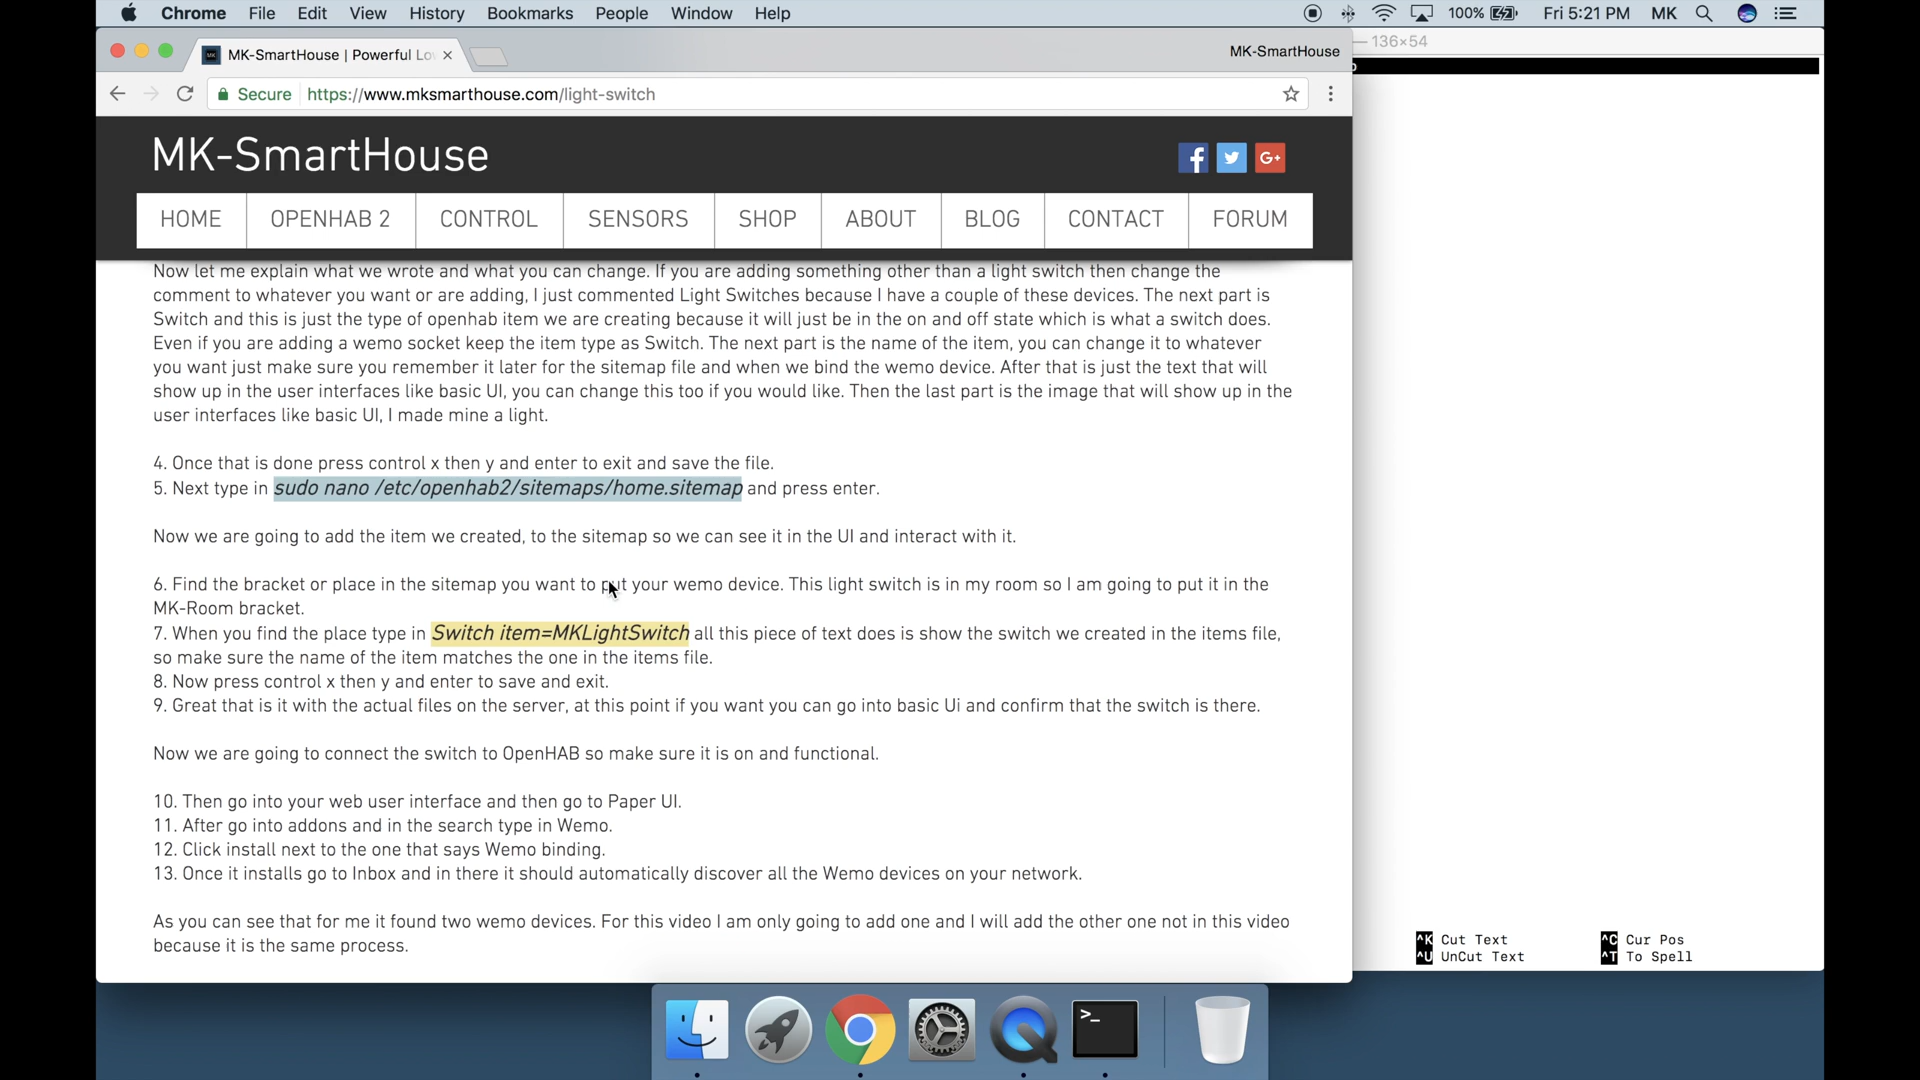 Chrome File Edit View History Bookmarks People Window Help 100% Fri 5:21 PM MK
136×54
MK-SmartHouse | Powerful Lo
MK-SmartHouse
Secure https://www.mksmarthouse.com/light-switch
MK-SmartHouse
G+
HOME OPENHAB 2 CONTROL SENSORS SHOP ABOUT BLOG CONTACT FORUM
Now let me explain what we wrote and what you can change. If you are adding something other than a light switch then change the
comment to whatever you want or are adding, I just commented Light Switches because I have a couple of these devices. The next part is
Switch and this is just the type of openhab item we are creating because it will just be in the on and off state which is what a switch does.
Even if you are adding a wemo socket keep the item type as Switch. The next part is the name of the item, you can change it to whatever
you want just make sure you remember it later for the sitemap file and when we bind the wemo device. After that is just the text that will
show up in the user interfaces like basic UI, you can change this too if you would like. Then the last part is the image that will show up in the
user interfaces like basic UI, I made mine a light.
4. Once that is done press control x then y and enter to exit and save the file.
5. Next type in sudo nano /etc/openhab2/sitemaps/home.sitemap and press enter.
Now we are going to add the item we created, to the sitemap so we can see it in the UI and interact with it.
6. Find the bracket or place in the sitemap you want to put your wemo device. This light switch is in my room so I am going to put it in the
MK-Room bracket.
7. When you find the place type in Switch item=MKLightSwitch all this piece of text does is show the switch we created in the items file,
so make sure the name of the item matches the one in the items file.
8. Now press control x then y and enter to save and exit.
9. Great that is it with the actual files on the server, at this point if you want you can go into basic Ui and confirm that the switch is there.
Now we are going to connect the switch to OpenHAB so make sure it is on and functional.
10. Then go into your web user interface and then go to Paper UI.
11. After go into addons and in the search type in Wemo.
12. Click install next to the one that says Wemo binding.
13. Once it installs go to Inbox and in there it should automatically discover all the Wemo devices on your network.
As you can see that for me it found two wemo devices. For this video I am only going to add one and I will add the other one not in this video
because it is the same process.
^K Cut Text ^C Cur Pos
^U UnCut Text ^T To Spell
>_